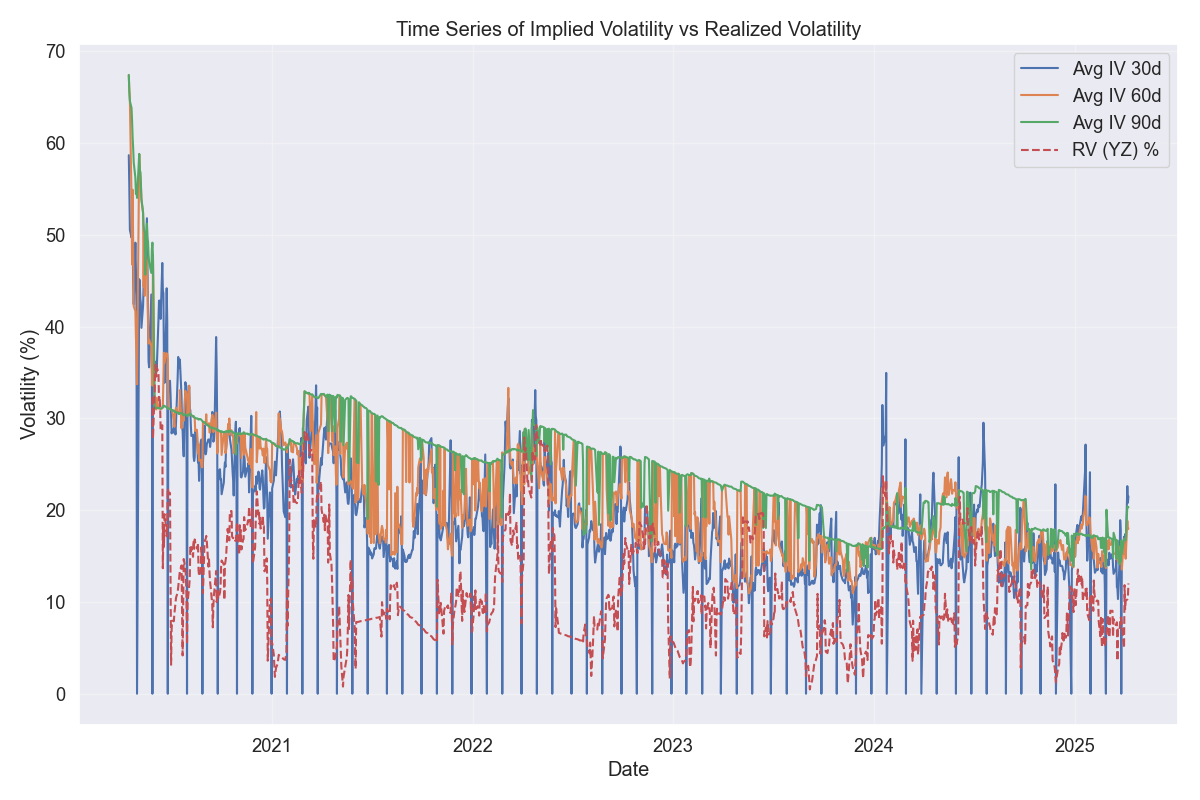 Time Series of Implied Volatility vs Realized Volatility
Avg IV 30d
Avg IV 60d
Avg IV 90d
RV (YZ) %
Volatility (%)
70
60
50
40
30
20
10
0
2021
2022
2023
2024
2025
Date